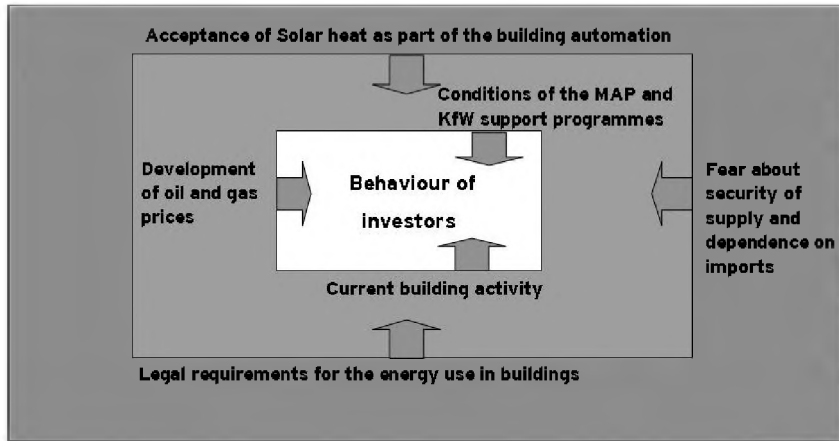 Acceptance of Solar heat as part of the building automation
Conditions of the MAP and
KfW support programmes
Development
of oil and gas
prices
Behaviour of
investors
Fear about
security of
supply and
dependence on
imports
Current building activity
Legal requirements for the energy use in buildings